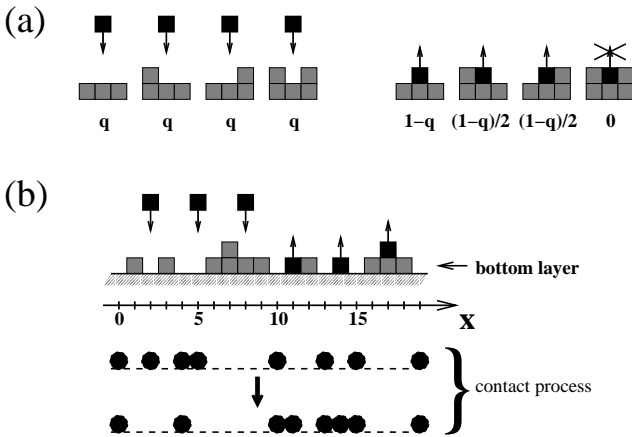 (a)
q q q q 1−q (1−q)/2 (1−q)/2 0
(b)
bottom layer
0 5 10 15 x
contact process